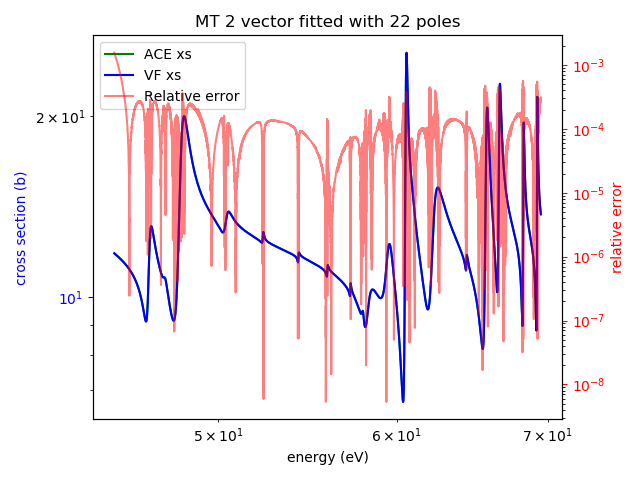 MT 2 vector fitted with 22 poles
ACE xs
VF xs
Relative error
cross section (b)
2 × 10¹
10¹
10⁻³
10⁻⁴
10⁻⁵
10⁻⁶
10⁻⁷
10⁻⁸
relative error
5 × 10¹
6 × 10¹
7 × 10¹
energy (eV)